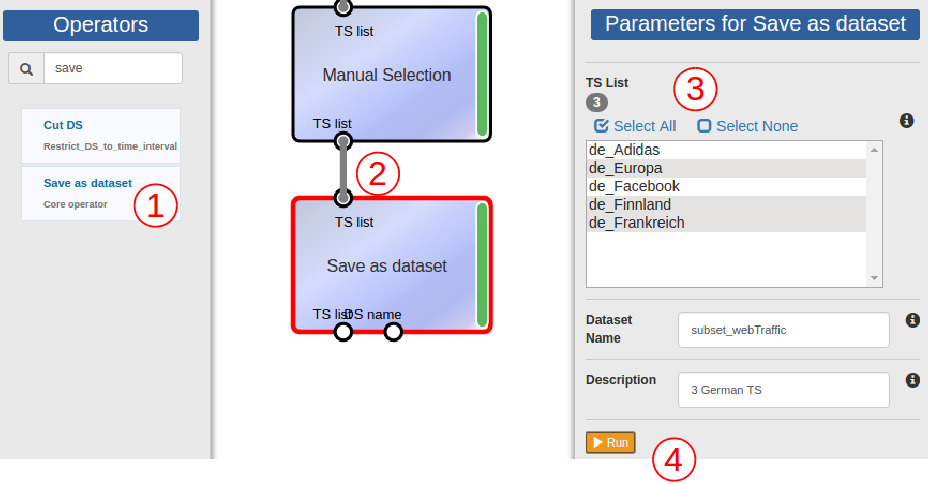 Operators
save
Cut DS
Restrict_DS_to_time_interval
Save as dataset
Core operator
1
TS list
Manual Selection
TS list
2
TS list
Save as dataset
TS list
DS name
Parameters for Save as dataset
TS List
3
3
Select All
Select None
de_Adidas
de_Europa
de_Facebook
de_Finnland
de_Frankreich
Dataset
Name
subset_webTraffic
Description
3 German TS
Run
4